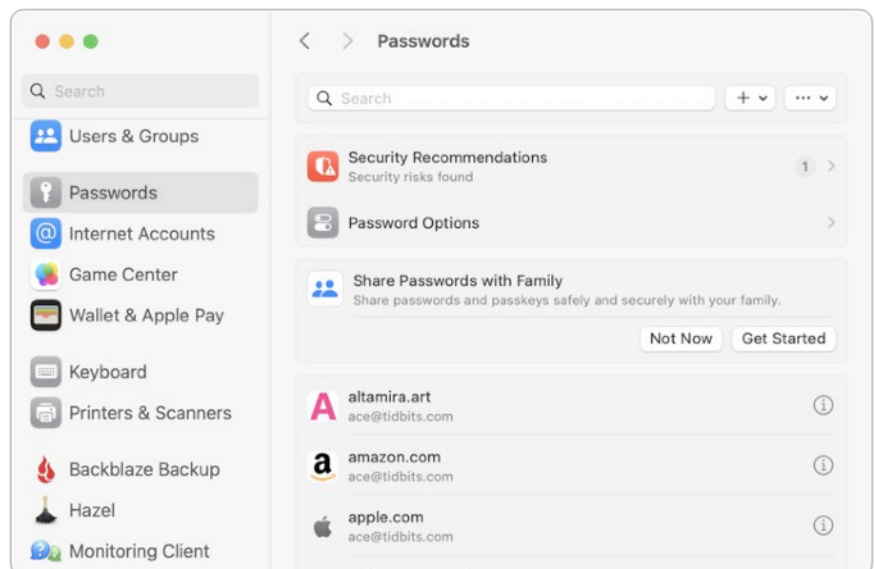 Passwords
Search
Users & Groups
Passwords
Internet Accounts
Game Center
Wallet & Apple Pay
Keyboard
Printers & Scanners
Backblaze Backup
Hazel
Monitoring Client
Search
Security Recommendations
Security risks found
1
Password Options
Share Passwords with Family
Share passwords and passkeys safely and securely with your family.
Not Now
Get Started
altamira.art
ace@tidbits.com
amazon.com
ace@tidbits.com
apple.com
ace@tidbits.com